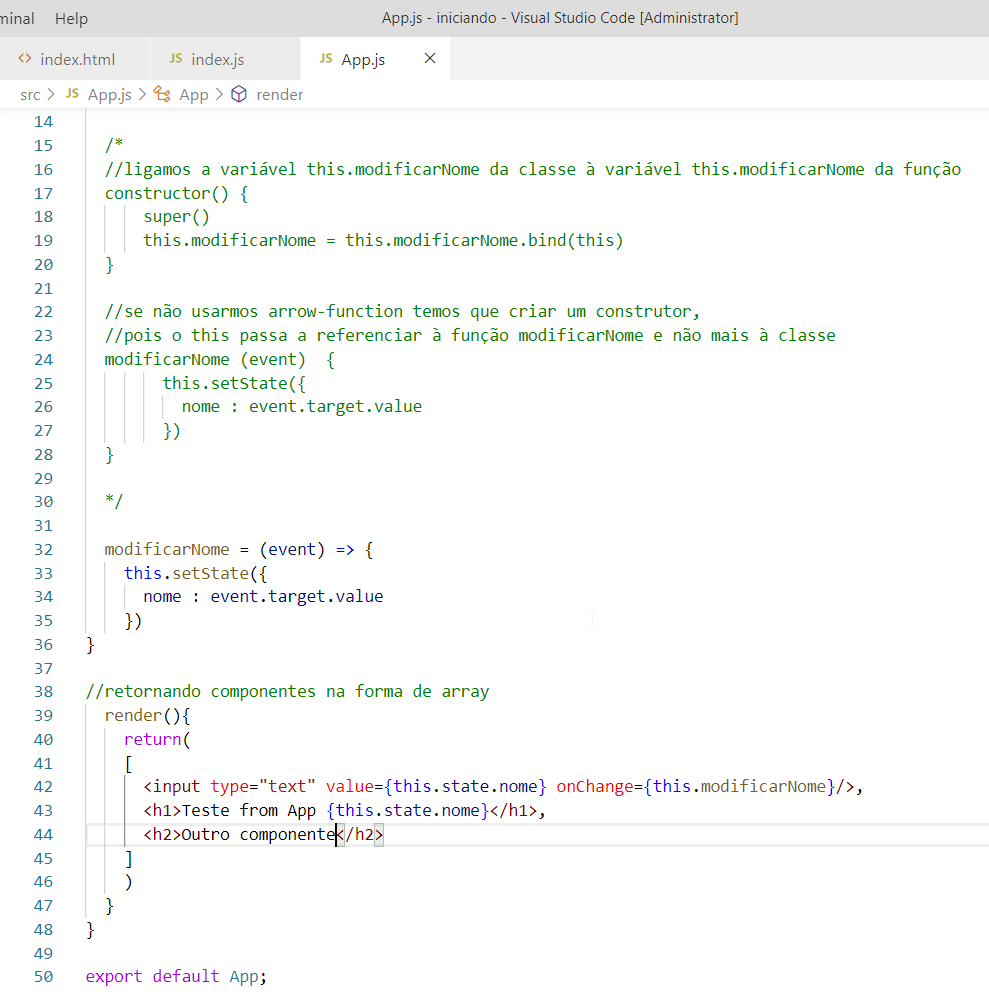 minal Help App.js - iniciando - Visual Studio Code [Administrator]
<> index.html JS index.js JS App.js ×
src > JS App.js > App > render
14
15 /*
16 //ligamos a variável this.modificarNome da classe à variável this.modificarNome da função
17 constructor() {
18 super()
19 this.modificarNome = this.modificarNome.bind(this)
20 }
21
22 //se não usarmos arrow-function temos que criar um construtor,
23 //pois o this passa a referenciar à função modificarNome e não mais à classe
24 modificarNome (event)  {
25 this.setState({
26 nome : event.target.value
27 })
28 }
29
30 */
31
32 modificarNome = (event) => {
33 this.setState({
34 nome : event.target.value
35 })
36 }
37
38 //retornando componentes na forma de array
39 render(){
40 return(
41 [
42 <input type="text" value={this.state.nome} onChange={this.modificarNome}/>,
43 <h1>Teste from App {this.state.nome}</h1>,
44 <h2>Outro componente</h2>
45 ]
46 )
47 }
48 }
49
50 export default App;